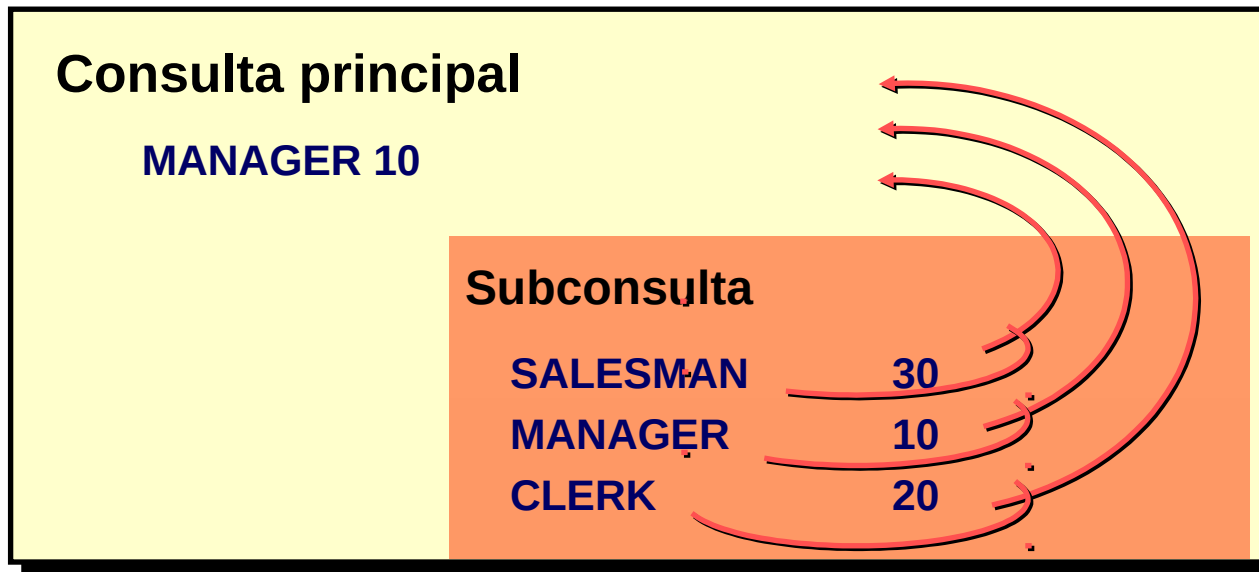 Consulta principal
MANAGER 10
Subconsulta
SALESMAN 30
MANAGER 10
CLERK 20